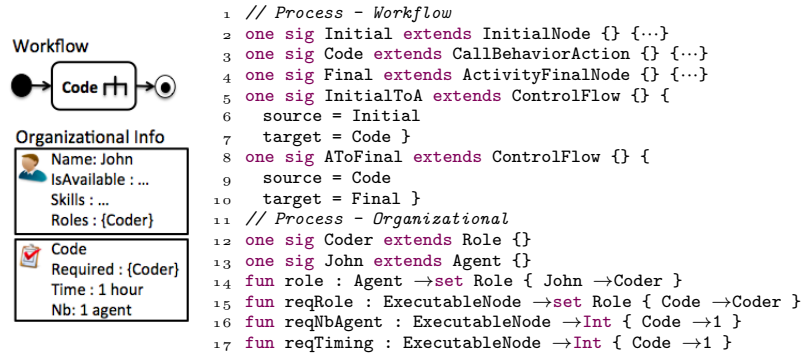 Workflow
Code
Organizational Info
Name: John
IsAvailable : ...
Skills : ...
Roles : {Coder}
Code
Required : {Coder}
Time : 1 hour
Nb: 1 agent
1 // Process - Workflow
2 one sig Initial extends InitialNode {} {···}
3 one sig Code extends CallBehaviorAction {} {···}
4 one sig Final extends ActivityFinalNode {} {···}
5 one sig InitialToA extends ControlFlow {} {
6 source = Initial
7 target = Code }
8 one sig AToFinal extends ControlFlow {} {
9 source = Code
10 target = Final }
11 // Process - Organizational
12 one sig Coder extends Role {}
13 one sig John extends Agent {}
14 fun role : Agent →set Role { John →Coder }
15 fun reqRole : ExecutableNode →set Role { Code →Coder }
16 fun reqNbAgent : ExecutableNode →Int { Code →1 }
17 fun reqTiming : ExecutableNode →Int { Code →1 }